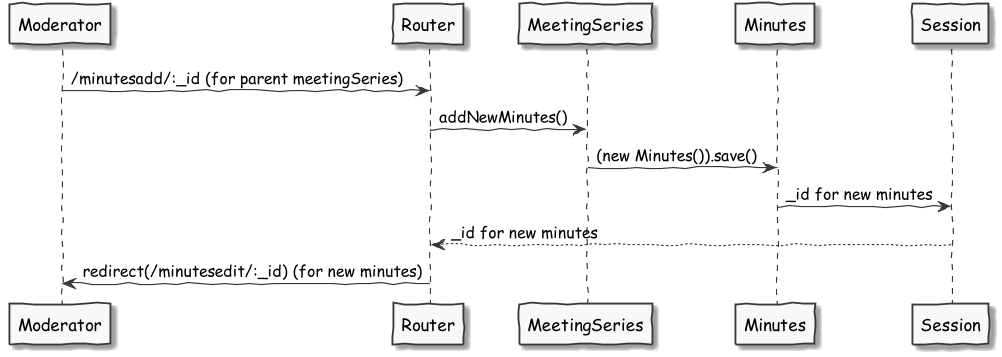 Moderator
Router
MeetingSeries
Minutes
Session
/minutesadd/:_id (for parent meetingSeries)
addNewMinutes()
(new Minutes()).save()
_id for new minutes
_id for new minutes
redirect(/minutesedit/:_id) (for new minutes)
Moderator
Router
MeetingSeries
Minutes
Session